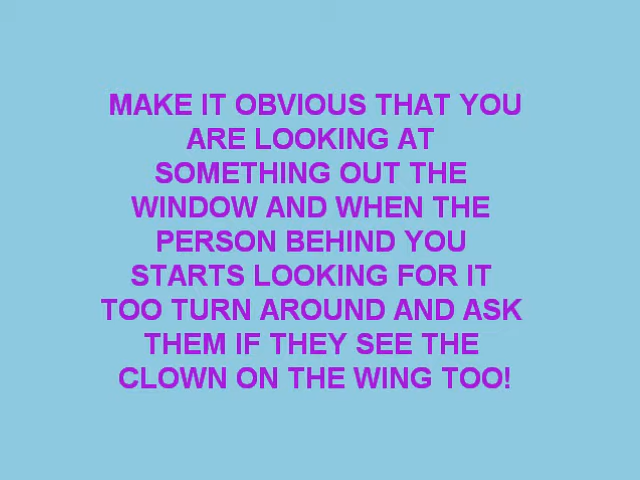 MAKE IT OBVIOUS THAT YOU
ARE LOOKING AT
SOMETHING OUT THE
WINDOW AND WHEN THE
PERSON BEHIND YOU
STARTS LOOKING FOR IT
TOO TURN AROUND AND ASK
THEM IF THEY SEE THE
CLOWN ON THE WING TOO!